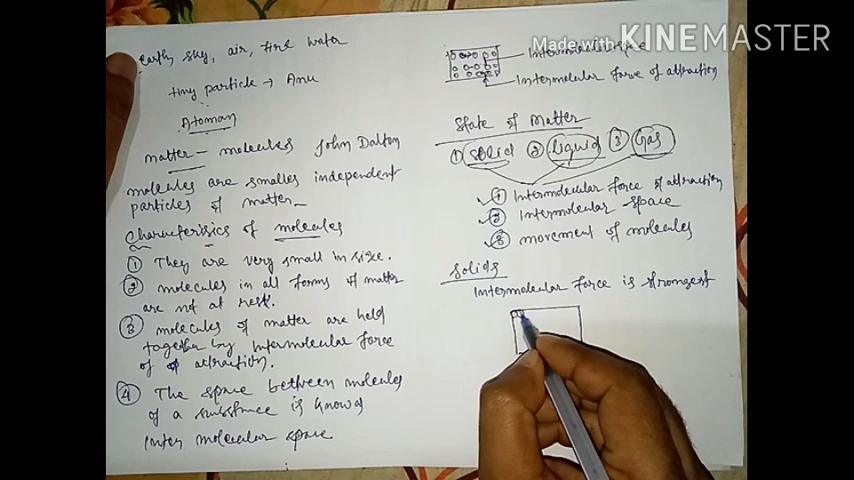 earth, sky, air, fire water
tiny particle → Anu
Atoman
matter - molecules John Dalton
molecules are smalles independent
particles of matter-
Characterisics of molecules
① They are very small in size.
② molecules in all forms of matter
are not at rest.
③ molecules of matter are held
together by intermolecular force
of attraction.
④ The space between molecules
of a substance is known as
Inter molecular space
Made with KINEMASTER
Intermolecular space
Intermolecular force of attraction
State of Matter
① Solid ② liquid ③ Gas
① Intermolecular force of attraction
② Intermolecular space
③ movement of molecules
Solids
Intermolecular force is strongest